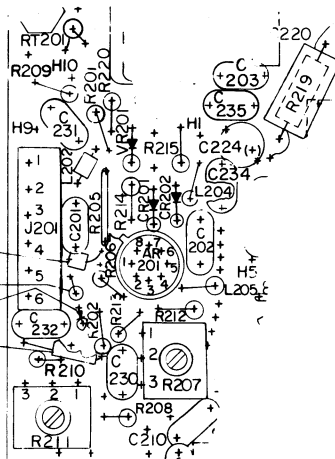 RT201
220
R209
H10
R201
R220
C
203
R219
C
231
VR201
C
235
H9
H1
R215
C224(+)
L202
1
2
3
J201
4
5
6
C201
R205
R214
CR201
CR202
L204
C234
C
202
8
7
6
AR
201
5
1
2
3
4
R206
H5
L205
C
232
R202
R213
R212
R210
C
230
1
2
3
R207
3
2
1
R211
R208
C210